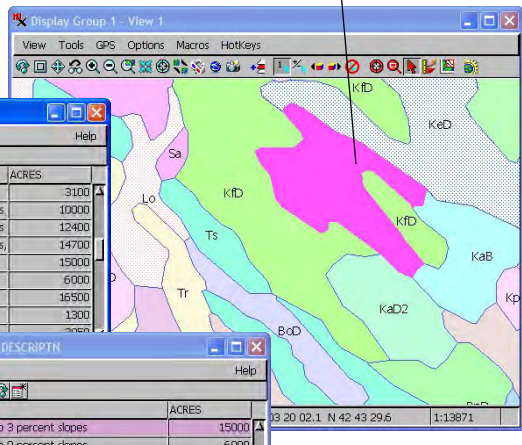 Display Group 1 - View 1
View Tools GPS Options Macros HotKeys
KfD
KeD
Help
Sa
ACRES
3100
Lo
KfD
s 10000
KfD
12400
s, 14700
Ts
KaB
15000
6000
Tr
16500
Kp
1300
KaD2
BoD
DESCRIPTN
Help
ACRES
o 3 percent slopes 15000
03 20 02.1 N 42 43 29.6 1:13871
6000